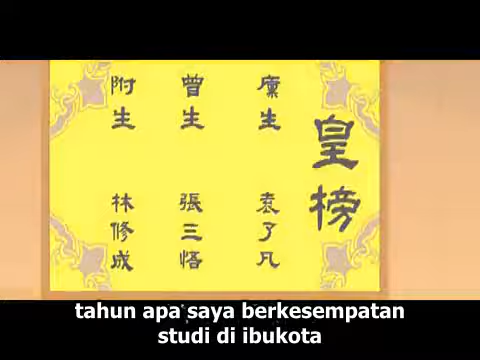 皇榜
廩生 袁了凡
曾生 張三悟
附生 林修成
tahun apa saya berkesempatan
studi di ibukota